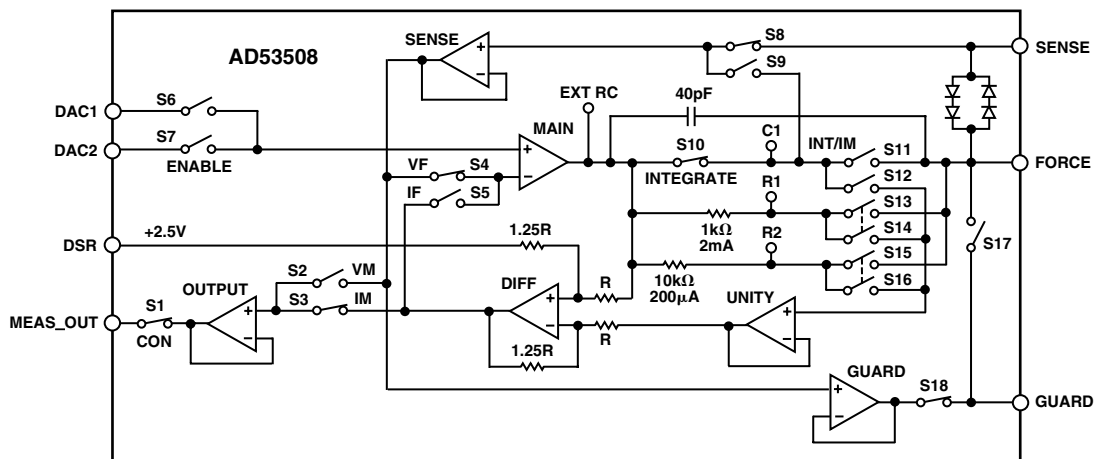 AD53508
SENSE
+
−
S8
S9
SENSE
DAC1
S6
DAC2
S7
ENABLE
EXT RC
40pF
MAIN
+
−
S10
INTEGRATE
C1
INT/IM
S11
FORCE
S12
VF
S4
IF
S5
R1
1kΩ
2mA
S13
S14
S17
DSR
+2.5V
1.25R
R2
10kΩ
200µA
S15
S16
S2
VM
S3
IM
OUTPUT
+
−
DIFF
+
−
R
R
UNITY
+
−
MEAS_OUT
S1
CON
1.25R
GUARD
+
−
S18
GUARD